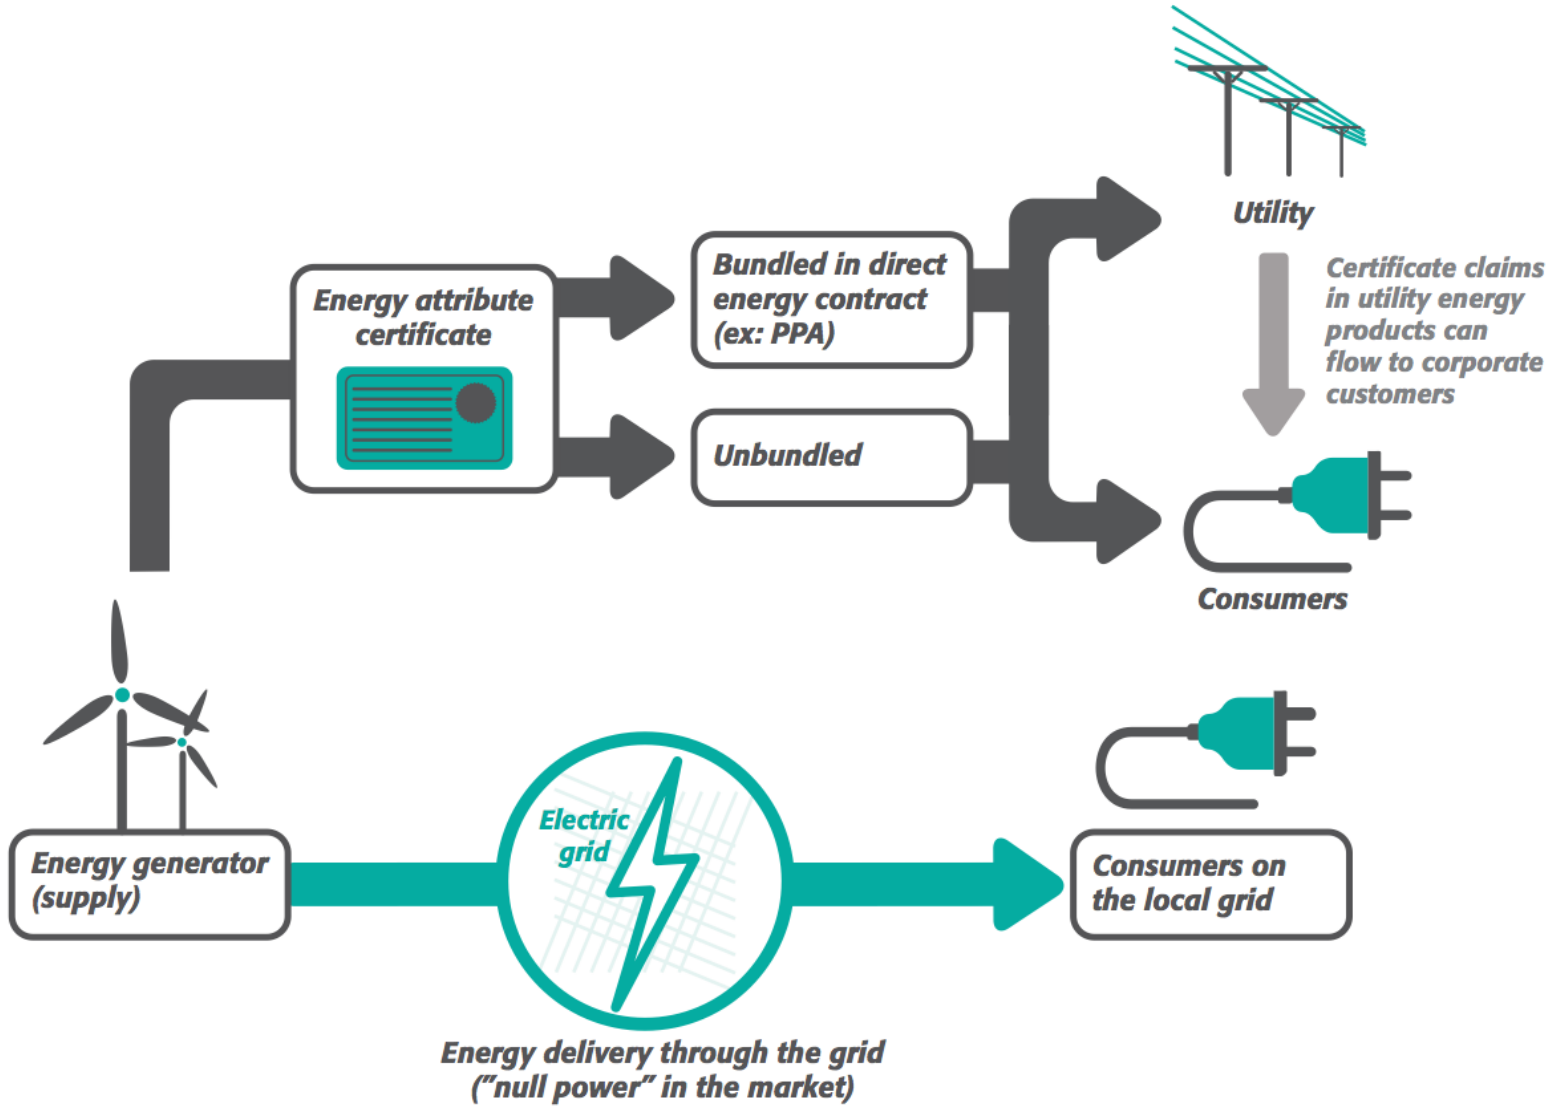 Utility
Certificate claims
in utility energy
products can
flow to corporate
customers
Energy attribute
certificate
Bundled in direct
energy contract
(ex: PPA)
Unbundled
Consumers
Energy generator
(supply)
Electric
grid
Consumers on
the local grid
Energy delivery through the grid
(”null power” in the market)